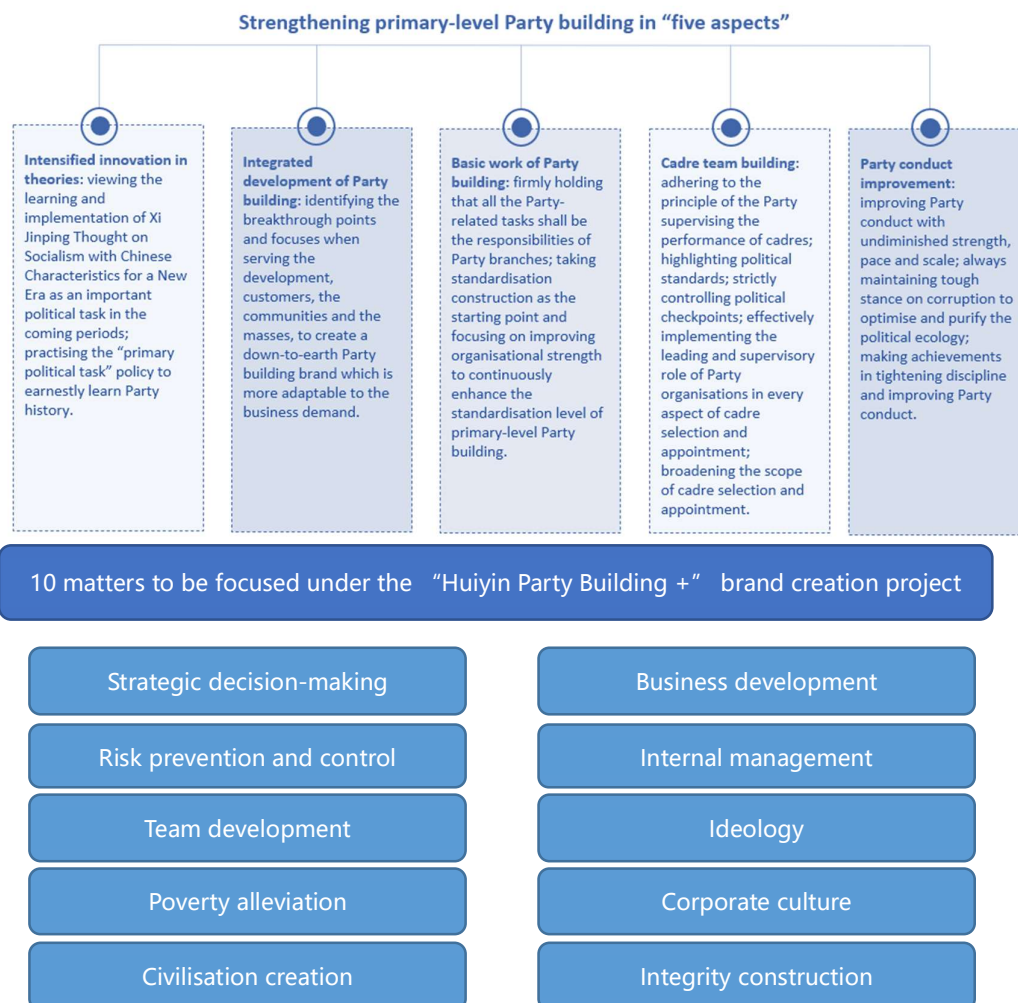 Strengthening primary-level Party building in “five aspects”
Intensified innovation in
theories: viewing the
learning and
implementation of Xi
Jinping Thought on
Socialism with Chinese
Characteristics for a New
Era as an important
political task in the
coming periods;
practising the “primary
political task” policy to
earnestly learn Party
history.
Integrated
development of Party
building: identifying the
breakthrough points
and focuses when
serving the
development,
customers, the
communities and the
masses, to create a
down-to-earth Party
building brand which is
more adaptable to the
business demand.
Basic work of Party
building: firmly holding
that all the Party-
related tasks shall be
the responsibilities of
Party branches; taking
standardisation
construction as the
starting point and
focusing on improving
organisational strength
to continuously
enhance the
standardisation level of
primary-level Party
building.
Cadre team building:
adhering to the
principle of the Party
supervising the
performance of cadres;
highlighting political
standards; strictly
controlling political
checkpoints; effectively
implementing the
leading and supervisory
role of Party
organisations in every
aspect of cadre
selection and
appointment;
broadening the scope
of cadre selection and
appointment.
Party conduct
improvement:
improving Party
conduct with
undiminished strength,
pace and scale; always
maintaining tough
stance on corruption to
optimise and purify the
political ecology;
making achievements
in tightening discipline
and improving Party
conduct.
10 matters to be focused under the “Huiyin Party Building +” brand creation project
Strategic decision-making
Business development
Risk prevention and control
Internal management
Team development
Ideology
Poverty alleviation
Corporate culture
Civilisation creation
Integrity construction